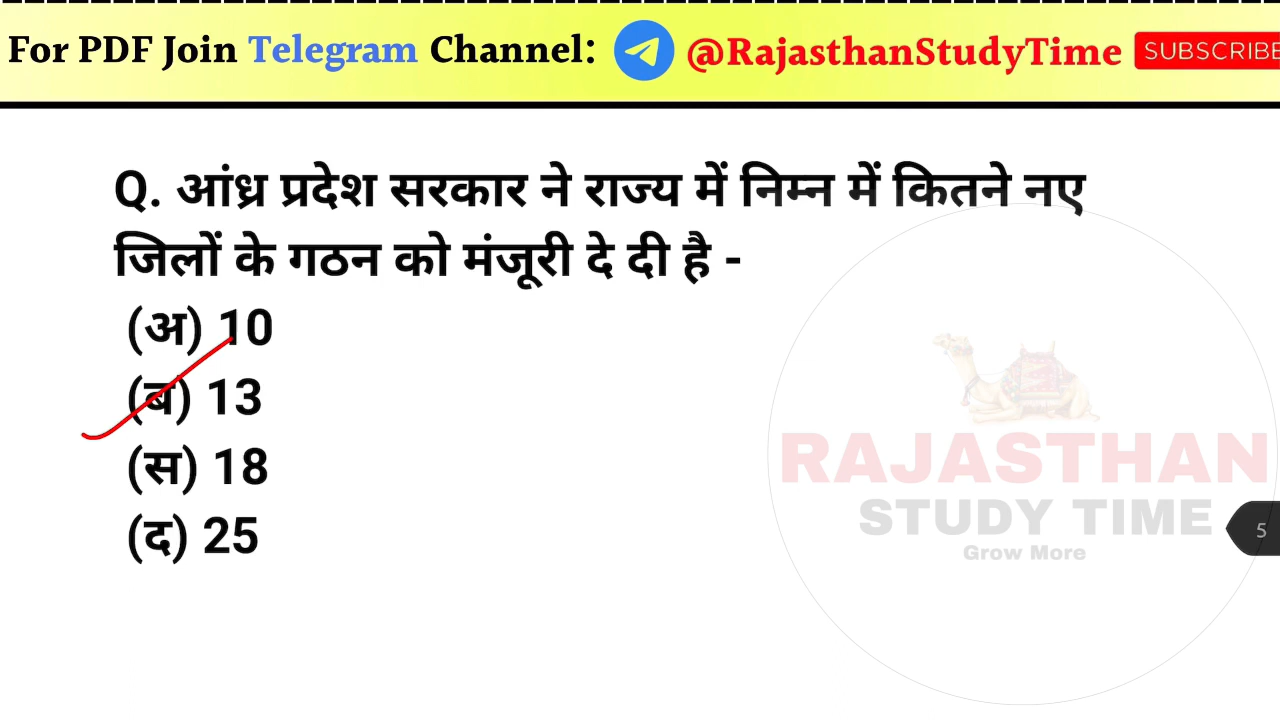 For PDF Join Telegram Channel: @RajasthanStudyTime SUBSCRIBE
Q. आंध्र प्रदेश सरकार ने राज्य में निम्न में कितने नए
जिलों के गठन को मंजूरी दे दी है -
(अ) 10
(ब) 13
(स) 18
(द) 25
RAJASTHAN
STUDY TIME
Grow More
5